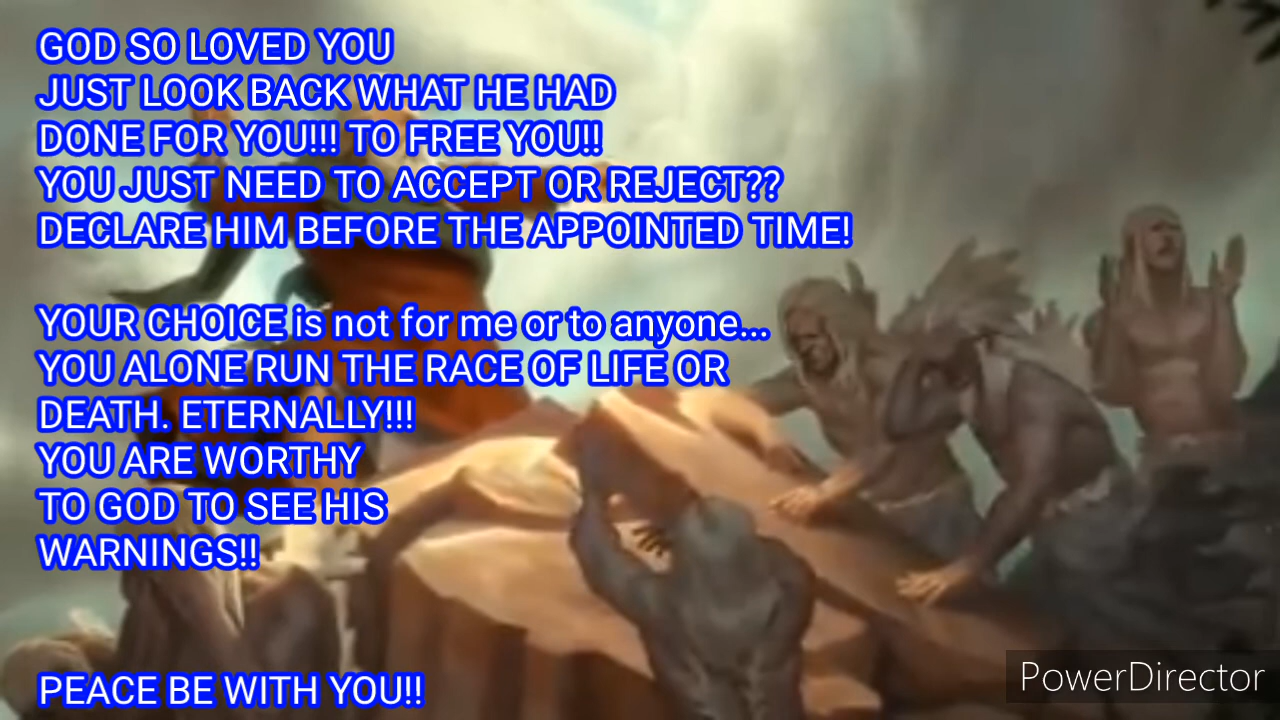 GOD SO LOVED YOU
JUST LOOK BACK WHAT HE HAD
DONE FOR YOU!!! TO FREE YOU!!
YOU JUST NEED TO ACCEPT OR REJECT??
DECLARE HIM BEFORE THE APPOINTED TIME!
YOUR CHOICE is not for me or to anyone...
YOU ALONE RUN THE RACE OF LIFE OR
DEATH. ETERNALLY!!!
YOU ARE WORTHY
TO GOD TO SEE HIS
WARNINGS!!
PEACE BE WITH YOU!!
PowerDirector